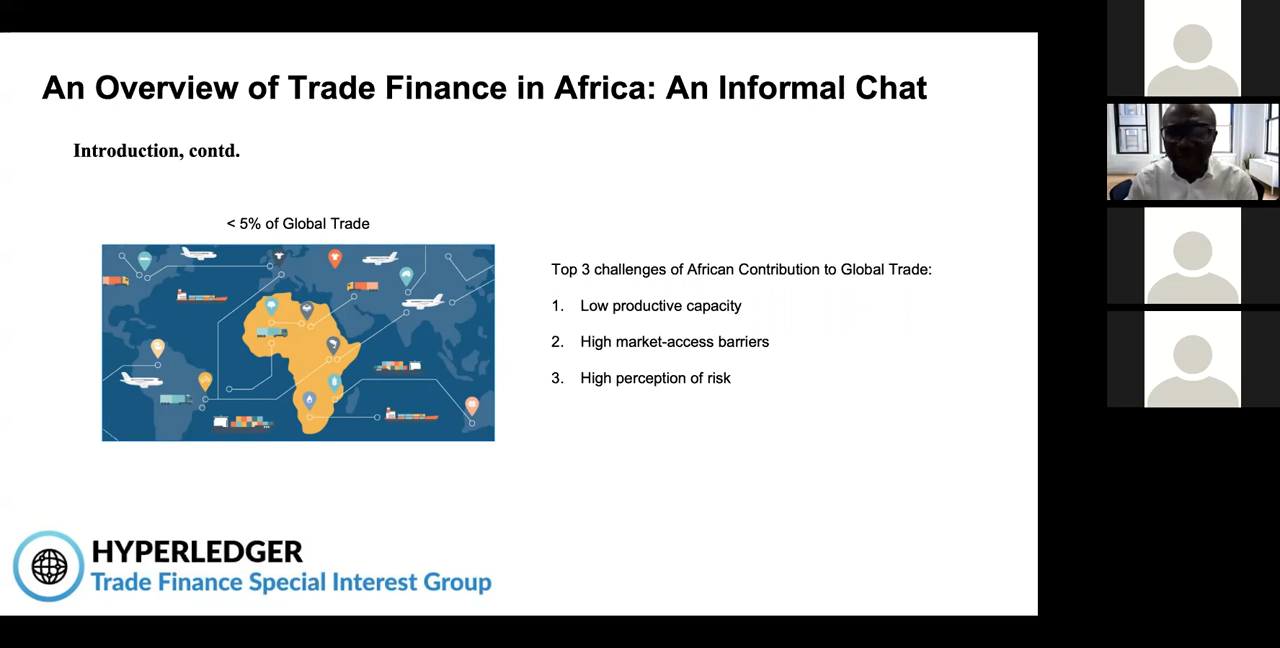 An Overview of Trade Finance in Africa: An Informal Chat
Introduction, contd.
< 5% of Global Trade
Top 3 challenges of African Contribution to Global Trade:
1. Low productive capacity
2. High market-access barriers
3. High perception of risk
HYPERLEDGER
Trade Finance Special Interest Group